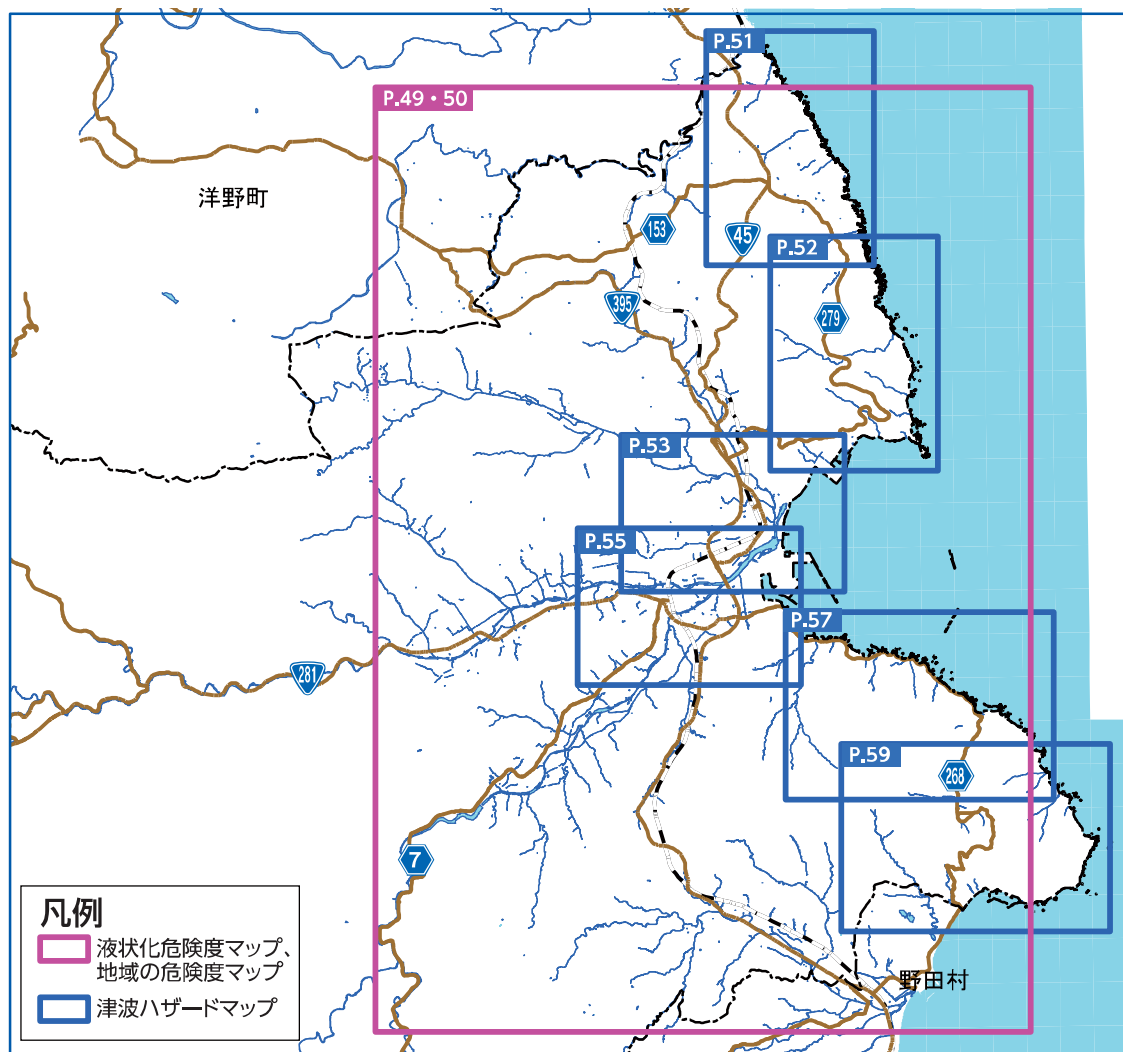 P.51
P.49・50
洋野町
153
45
P.52
395
279
P.53
P.55
P.57
281
P.59
268
7
凡例
液状化危険度マップ、
地域の危険度マップ
津波ハザードマップ
野田村